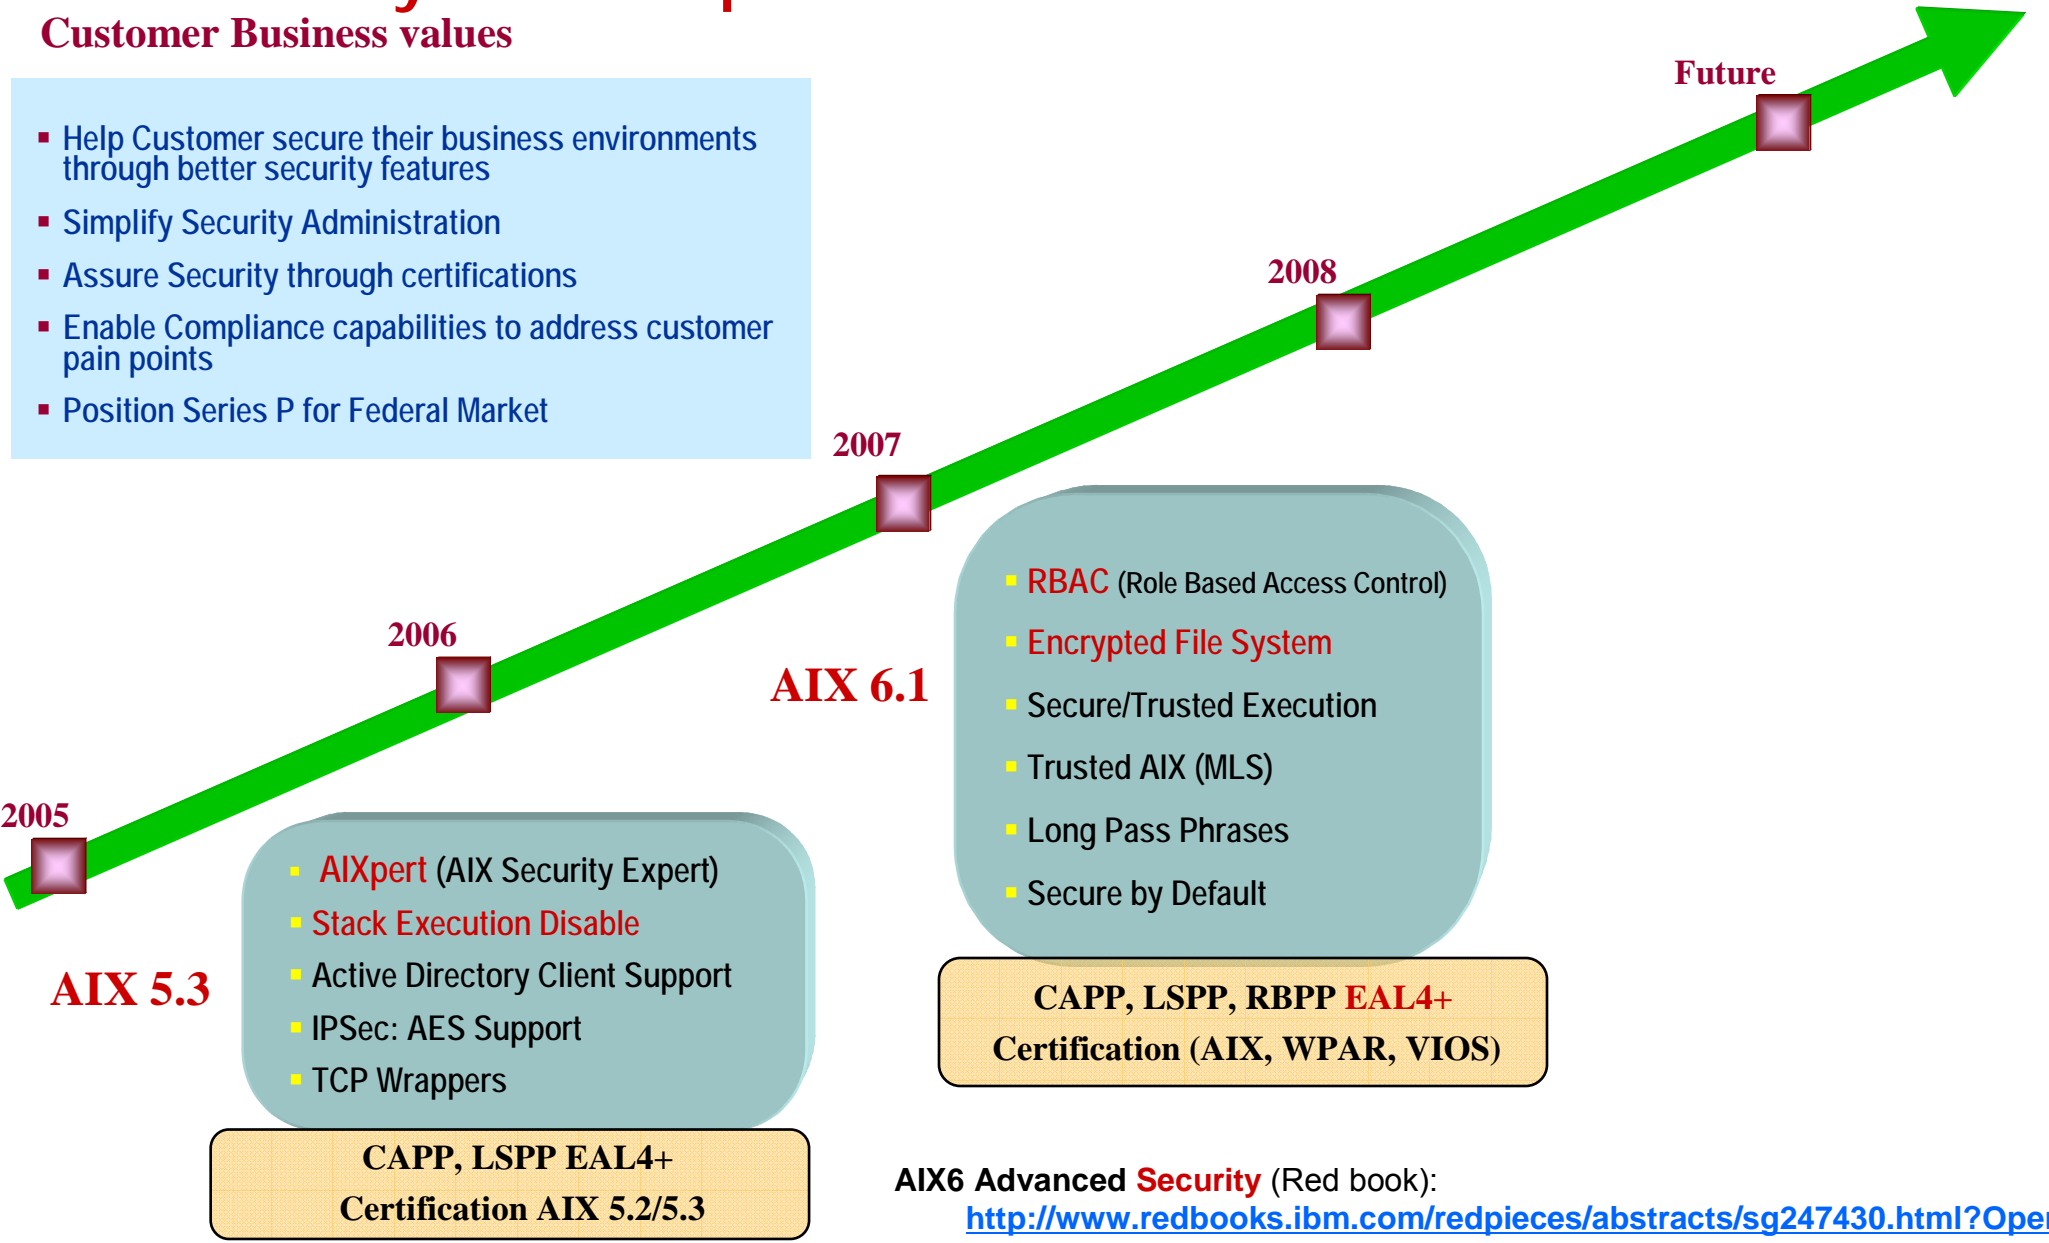 Customer Business values
▪ Help Customer secure their business environments
through better security features
▪ Simplify Security Administration
▪ Assure Security through certifications
▪ Enable Compliance capabilities to address customer
pain points
▪ Position Series P for Federal Market
Future
2008
2007
2006
2005
AIX 6.1
▪ RBAC (Role Based Access Control)
▪ Encrypted File System
▪ Secure/Trusted Execution
▪ Trusted AIX (MLS)
▪ Long Pass Phrases
▪ Secure by Default
CAPP, LSPP, RBPP EAL4+
Certification (AIX, WPAR, VIOS)
AIX 5.3
▪ AIXpert (AIX Security Expert)
▪ Stack Execution Disable
▪ Active Directory Client Support
▪ IPSec: AES Support
▪ TCP Wrappers
CAPP, LSPP EAL4+
Certification AIX 5.2/5.3
AIX6 Advanced Security (Red book):
http://www.redbooks.ibm.com/redpieces/abstracts/sg247430.html?Oper